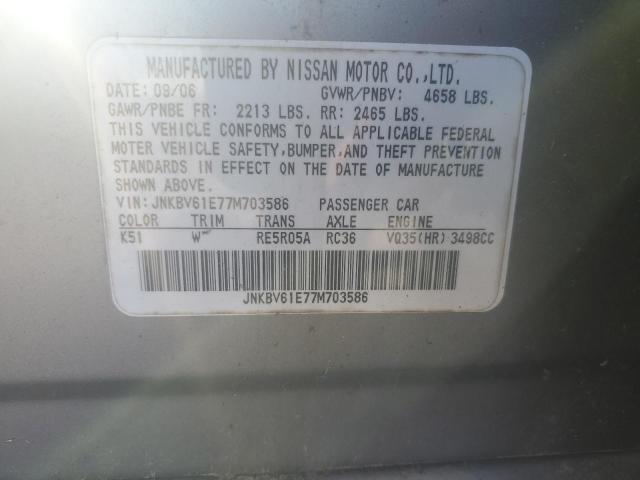 MANUFACTURED BY NISSAN MOTOR CO.,LTD.
DATE: 09/06 GVWR/PNBV: 4658 LBS.
GAWR/PNBE FR: 2213 LBS. RR: 2465 LBS.
THIS VEHICLE CONFORMS TO ALL APPLICABLE FEDERAL
MOTOR VEHICLE SAFETY,BUMPER,AND THEFT PREVENTION
STANDARDS IN EFFECT ON THE DATE OF MANUFACTURE
SHOWN ABOVE.
VIN:JNKBV61E77M703586 PASSENGER CAR
COLOR TRIM TRANS AXLE ENGINE
K51 W RE5R05A RC36 VQ35(HR) 3498CC
JNKBV61E77M703586